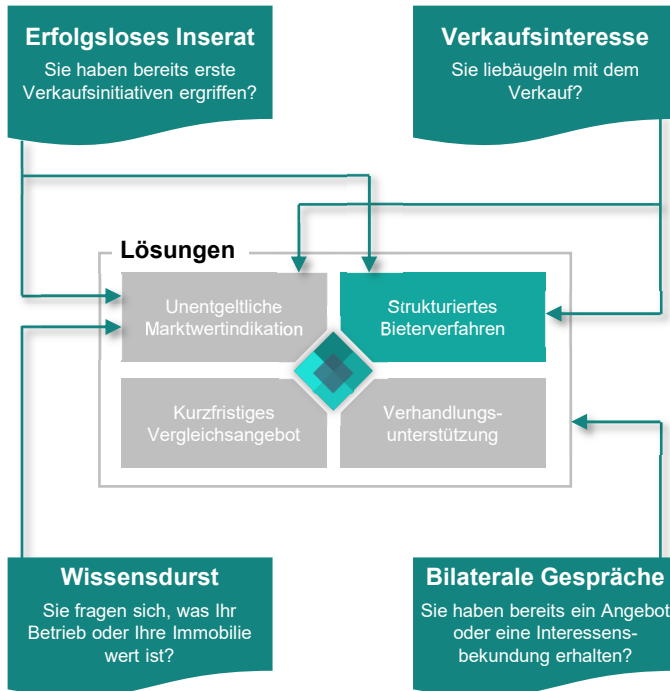 Erfolgsloses Inserat
Sie haben bereits erste
Verkaufsinitiativen ergriffen?
Verkaufsinteresse
Sie liebäugeln mit dem
Verkauf?
Lösungen
Unentgeltliche
Marktwertindikation
Strukturiertes
Bieterverfahren
Kurzfristiges
Vergleichsangebot
Verhandlungs-
unterstützung
Wissensdurst
Sie fragen sich, was Ihr
Betrieb oder Ihre Immobilie
wert ist?
Bilaterale Gespräche
Sie haben bereits ein Angebot
oder eine Interessens-
bekundung erhalten?